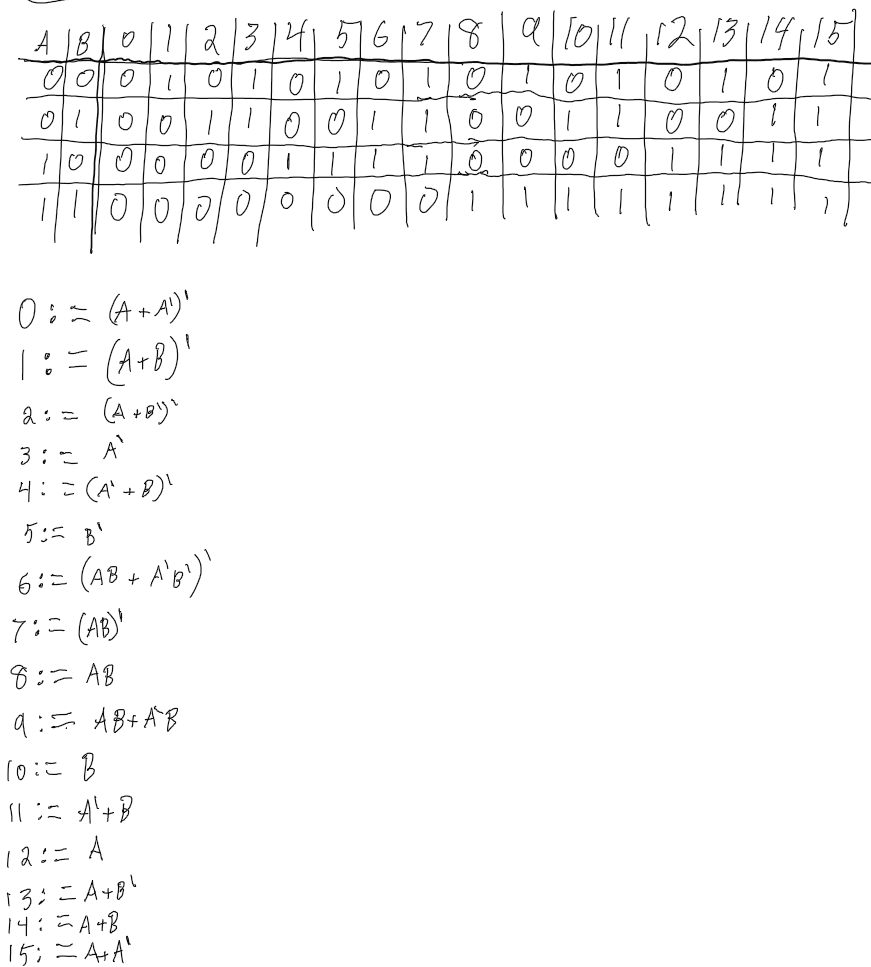 A B 0 1 2 3 4 5 6 7 8 9 10 11 12 13 14 15
0 0 0 1 0 1 0 1 0 1 0 1 0 1 0 1 0 1
0 1 0 0 1 1 0 0 1 1 0 0 1 1 0 0 1 1
1 0 0 0 0 0 1 1 1 1 0 0 0 0 1 1 1 1
1 1 0 0 0 0 0 0 0 0 1 1 1 1 1 1 1 1
0 := (A+A')'
1 := (A+B)'
2 := (A+B')'
3 := A'
4 := (A'+B)'
5 := B'
6 := (AB + A'B')'
7 := (AB)'
8 := AB
9 := AB+A'B
10 := B
11 := A'+B
12 := A
13 := A+B'
14 := A+B
15 := A+A'